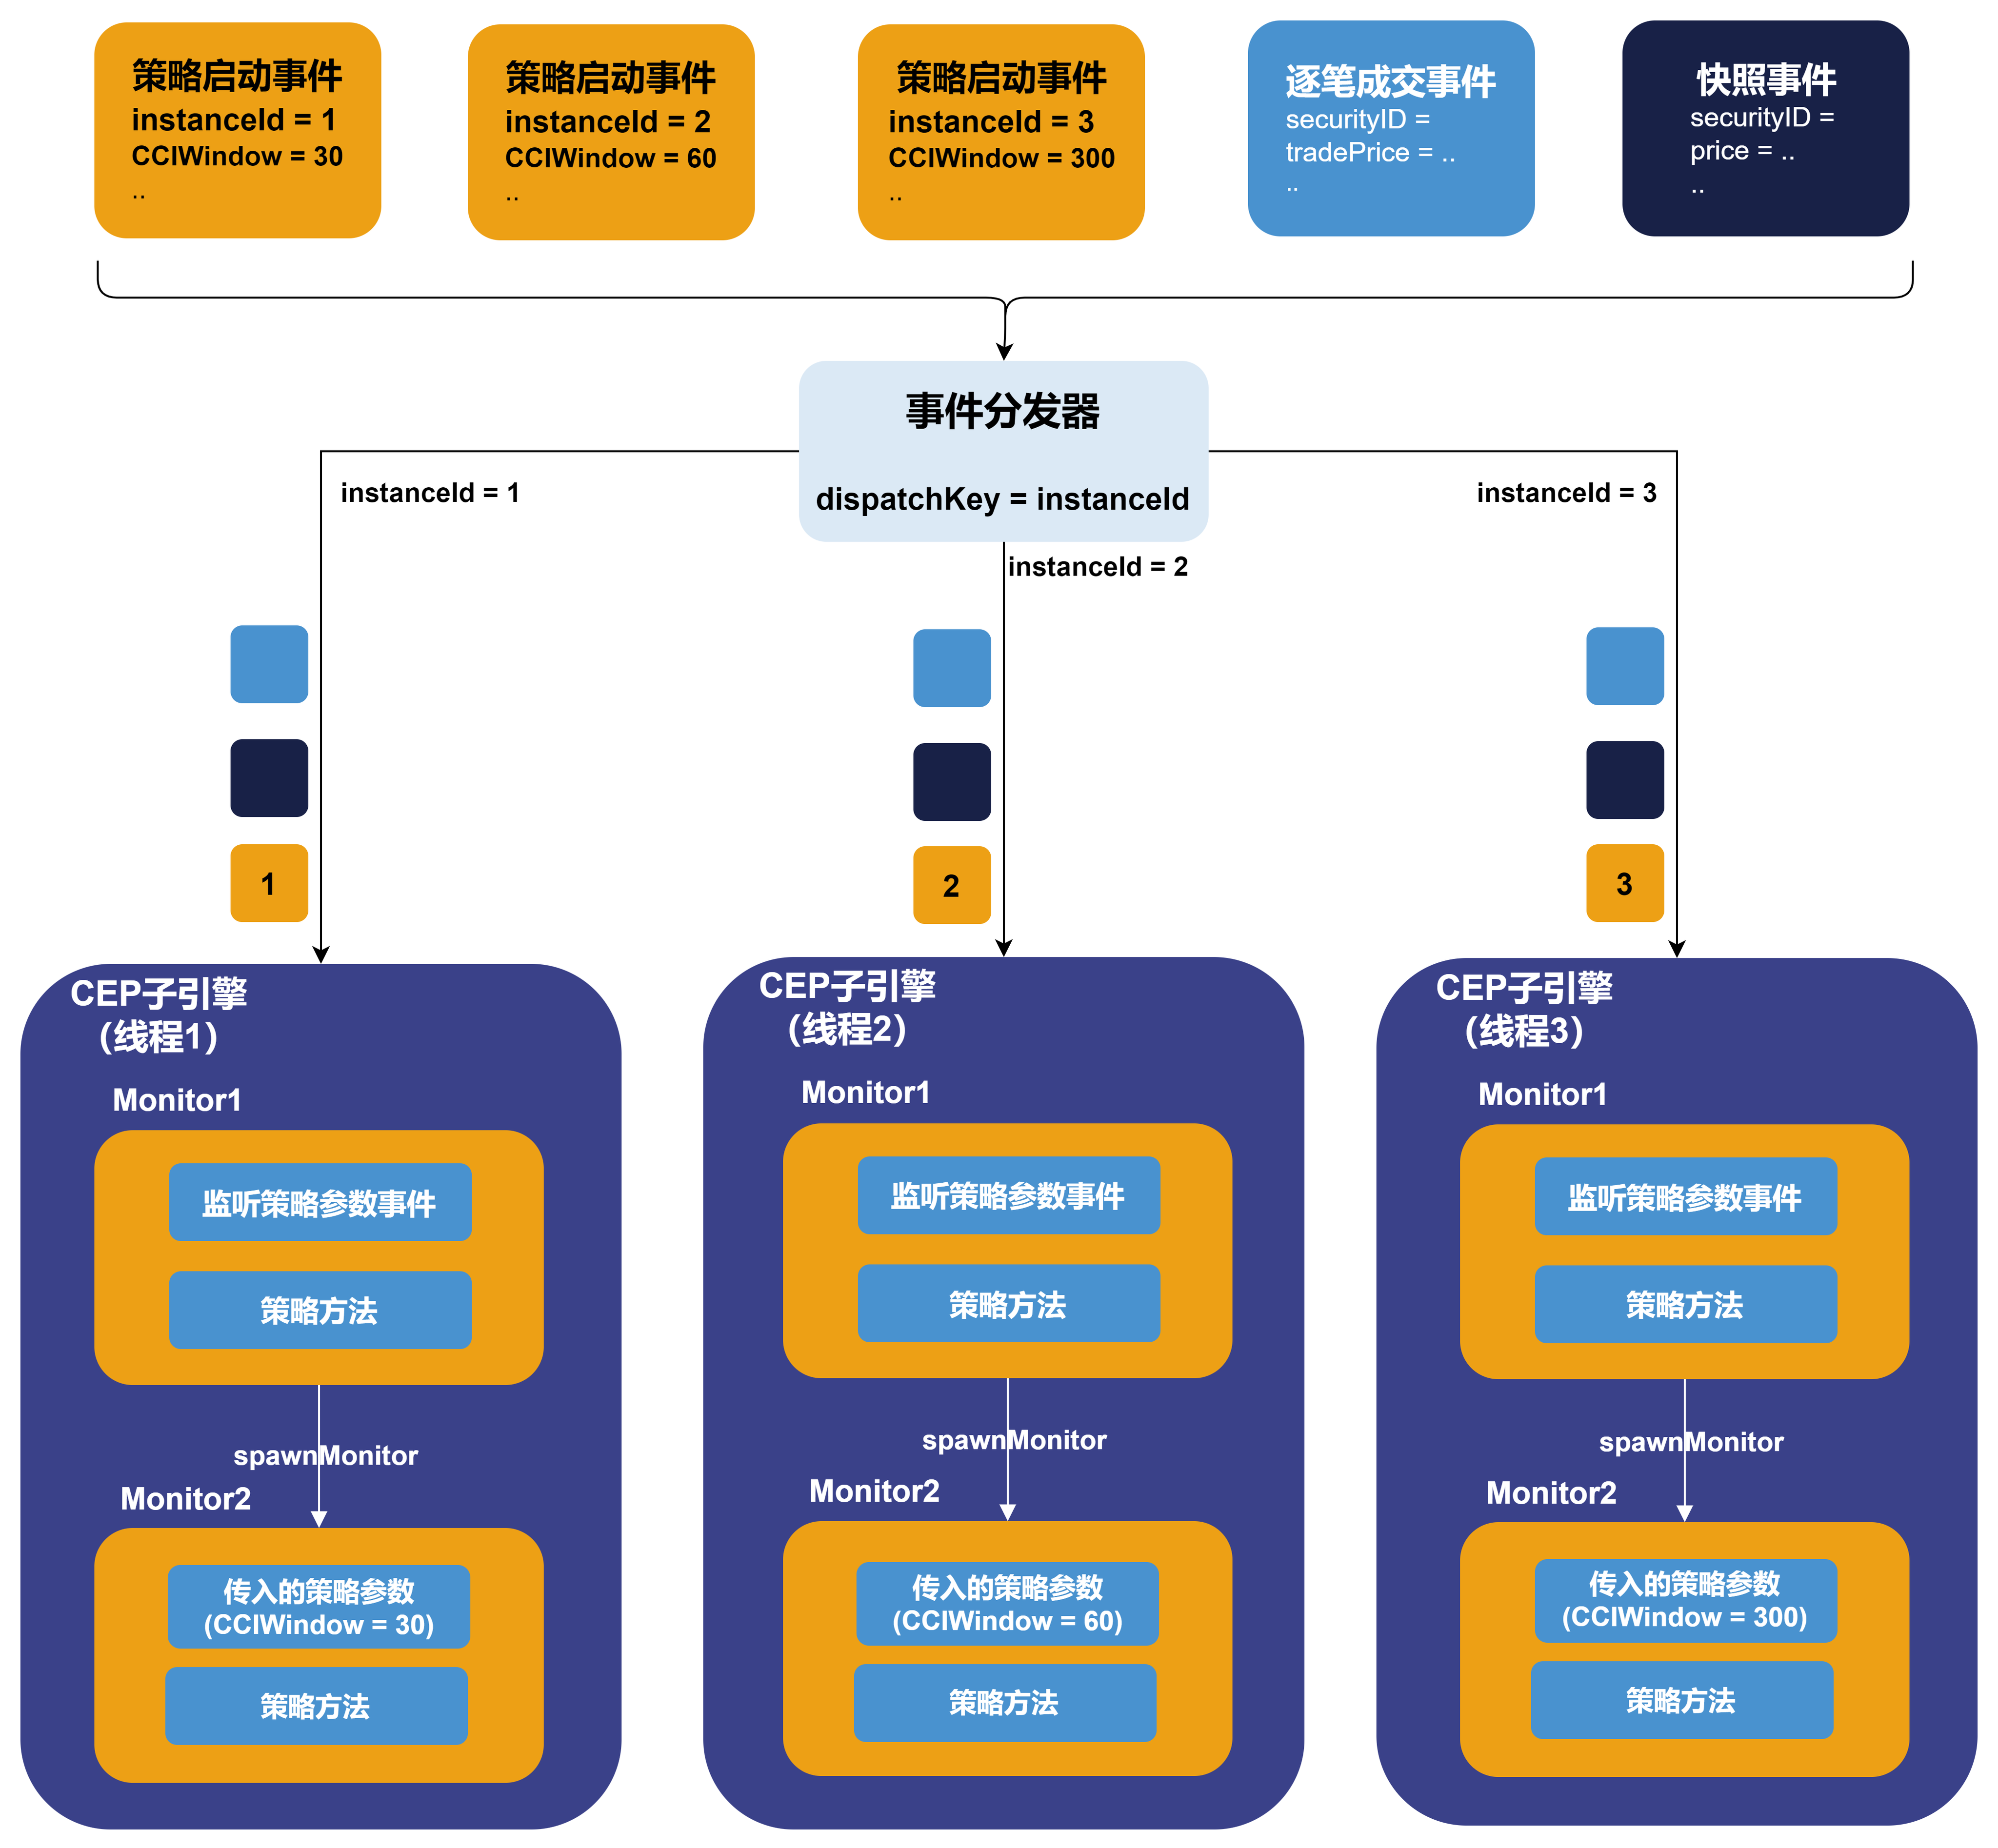 策略启动事件
instanceId = 1
CCIWindow = 30
..
策略启动事件
instanceId = 2
CCIWindow = 60
..
策略启动事件
instanceId = 3
CCIWindow = 300
..
逐笔成交事件
securityID =
tradePrice = ..
..
快照事件
securityID =
price = ..
..
事件分发器
dispatchKey = instanceId
instanceId = 1
instanceId = 2
instanceId = 3
1
2
3
CEP子引擎
（线程1）
Monitor1
监听策略参数事件
策略方法
spawnMonitor
Monitor2
传入的策略参数
(CCIWindow = 30)
策略方法
CEP子引擎
（线程2）
Monitor1
监听策略参数事件
策略方法
spawnMonitor
Monitor2
传入的策略参数
(CCIWindow = 60)
策略方法
CEP子引擎
（线程3）
Monitor1
监听策略参数事件
策略方法
spawnMonitor
Monitor2
传入的策略参数
(CCIWindow = 300)
策略方法